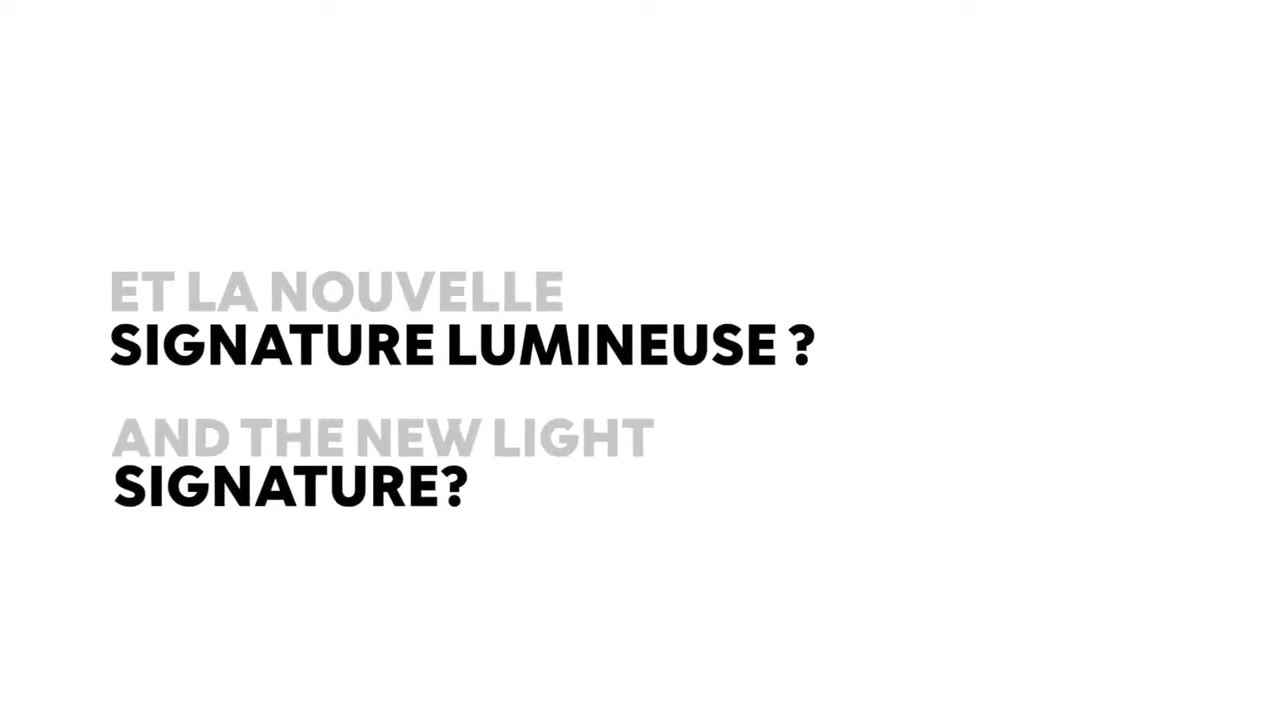 ET LA NOUVELLE
SIGNATURE LUMINEUSE ?
AND THE NEW LIGHT
SIGNATURE?